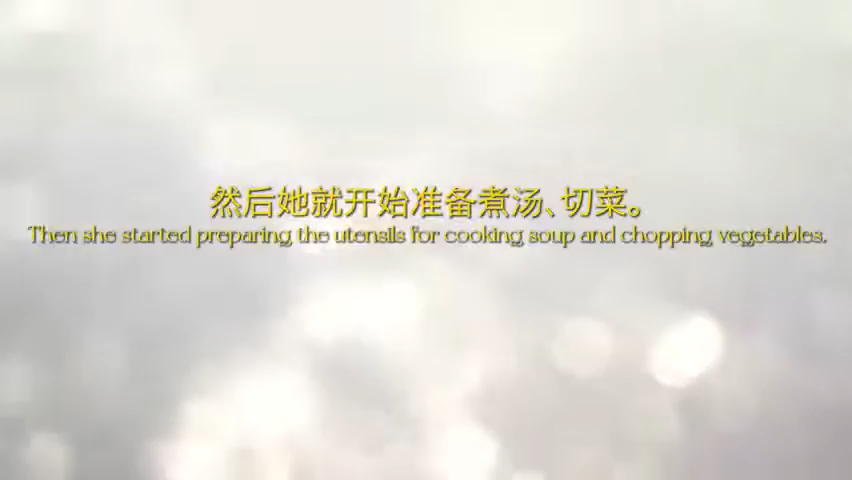 然后她就开始准备煮汤、切菜。
Then she started preparing the utensils for cooking soup and chopping vegetables.